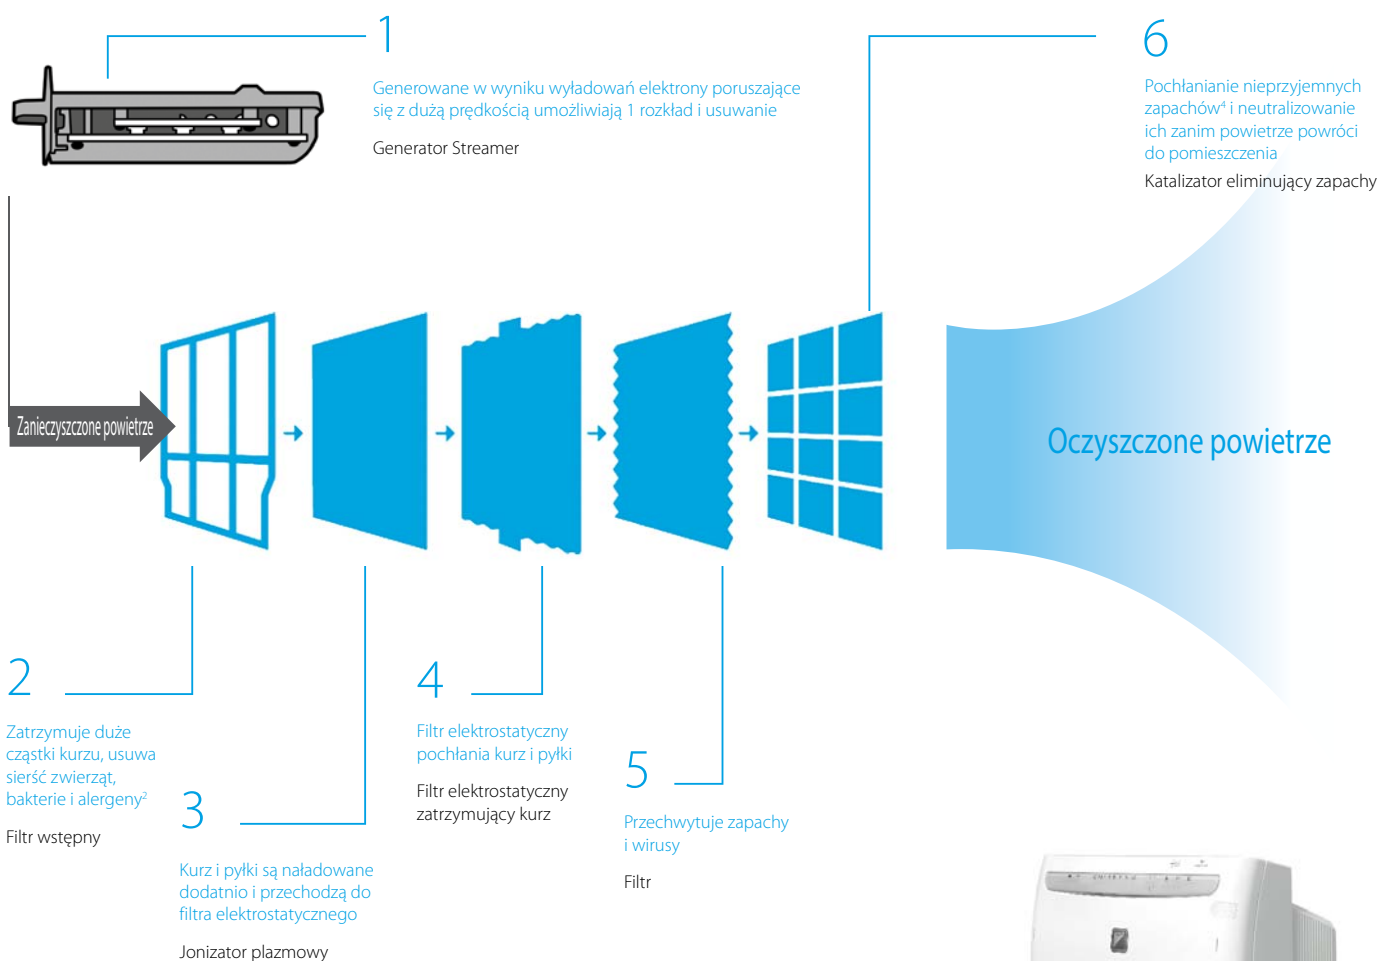 1
Generowane w wyniku wyładowań elektrony poruszające
się z dużą prędkością umożliwiają 1 rozkład i usuwanie
Generator Streamer
6
Pochłanianie nieprzyjemnych
zapachów⁴ i neutralizowanie
ich zanim powietrze powróci
do pomieszczenia
Katalizator eliminujący zapachy
Zanieczyszczone powietrze
Oczyszczone powietrze
2
Zatrzymuje duże
cząstki kurzu, usuwa
sierść zwierząt,
bakterie i alergeny²
Filtr wstępny
3
Kurz i pyłki są naładowane
dodatnio i przechodzą do
filtra elektrostatycznego
Jonizator plazmowy
4
Filtr elektrostatyczny
pochłania kurz i pyłki
Filtr elektrostatyczny
zatrzymujący kurz
5
Przechwytuje zapachy
i wirusy
Filtr